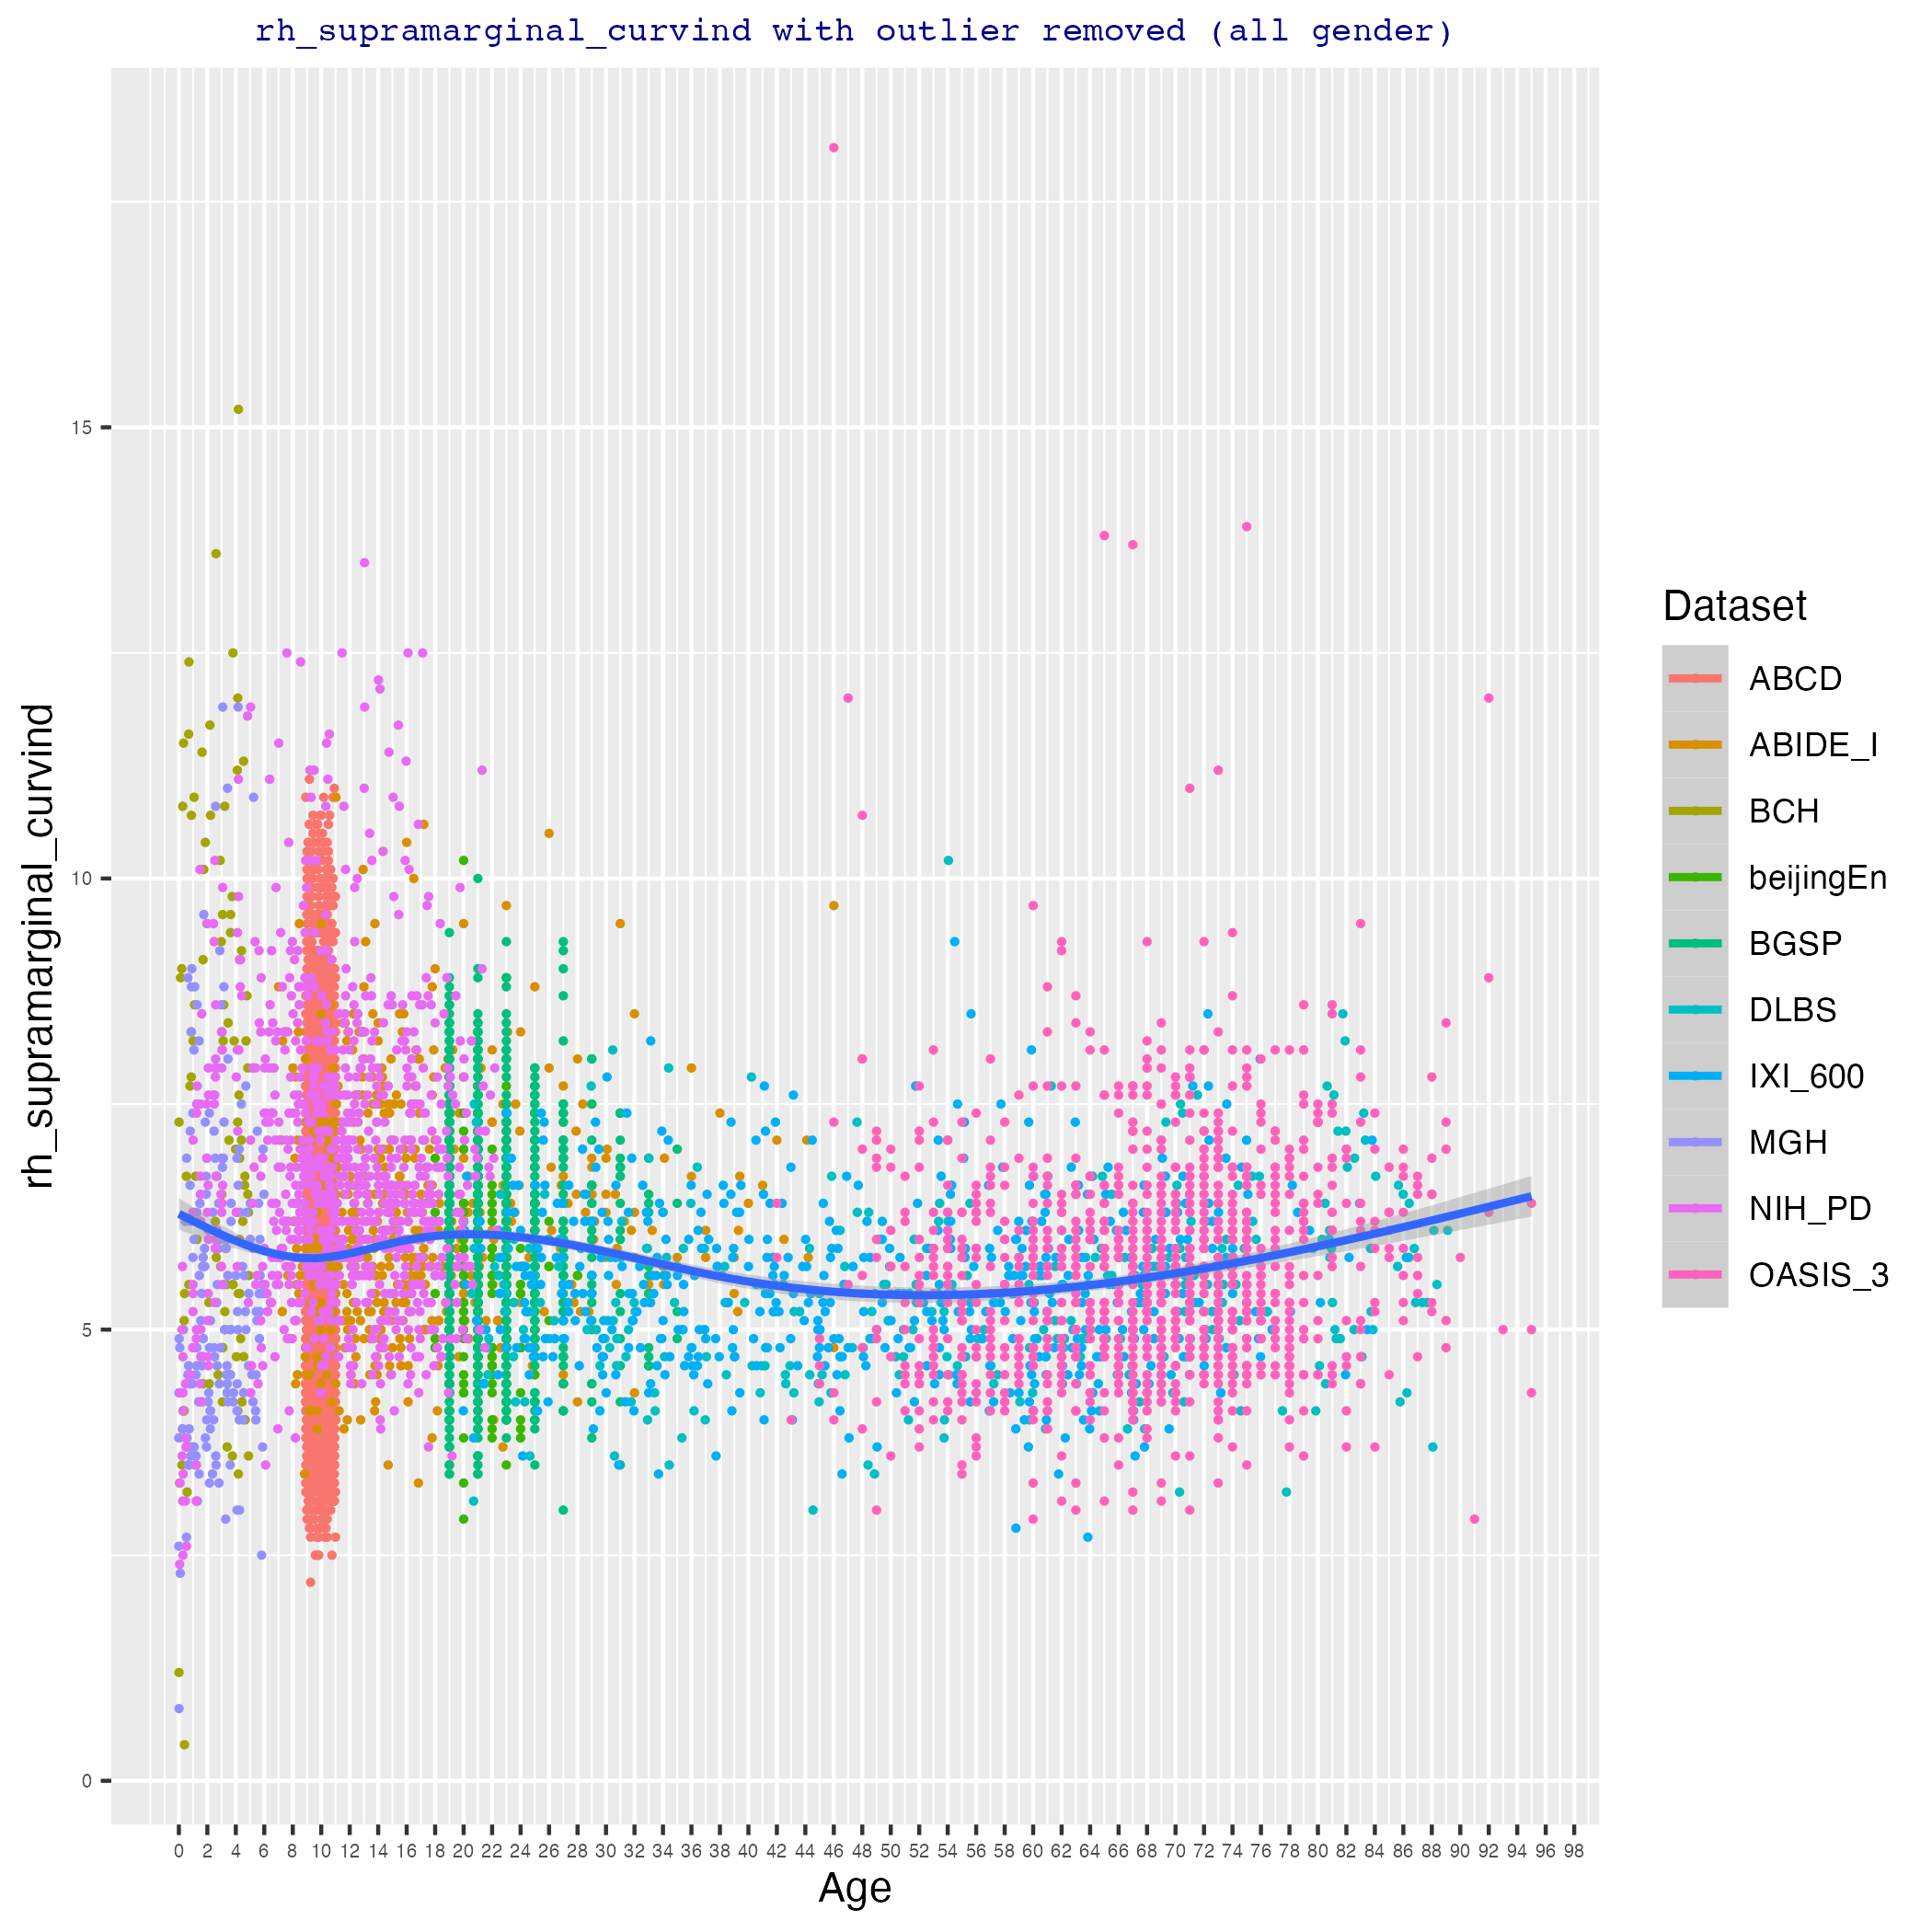 rh_supramarginal_curvind with outlier removed (all gender)
rh_supramarginal_curvind
15
10
5
0
0 2 4 6 8 10 12 14 16 18 20 22 24 26 28 30 32 34 36 38 40 42 44 46 48 50 52 54 56 58 60 62 64 66 68 70 72 74 76 78 80 82 84 86 88 90 92 94 96 98
Age
Dataset
ABCD
ABIDE_I
BCH
beijingEn
BGSP
DLBS
IXI_600
MGH
NIH_PD
OASIS_3